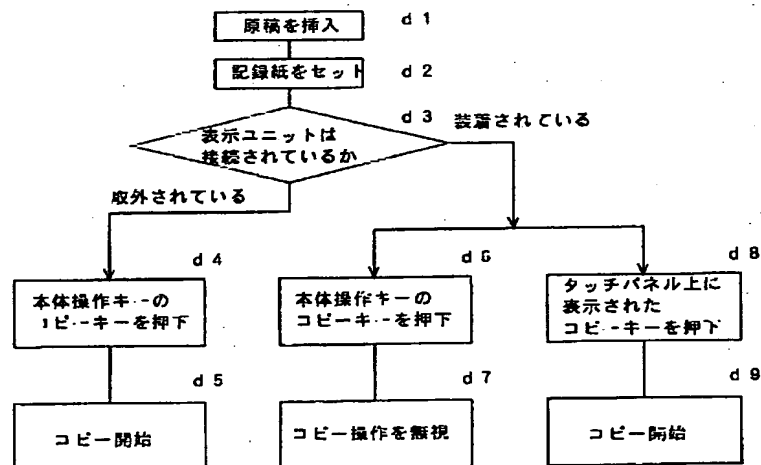 原稿を挿入
d 1
記録紙をセット
d 2
d 3
表示ユニットは
接続されているか
装着されている
取外されている
d 4
本体操作キーの
コピーキーを押下
d 5
コピー開始
d 6
本体操作キーの
コピーキーを押下
d 7
コピー操作を無視
d 8
タッチパネル上に
表示された
コピーキーを押下
d 9
コピー開始